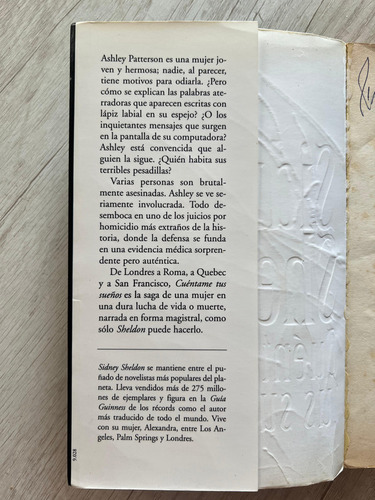 Ashley Patterson es una mujer jo-
ven y hermosa; nadie, al parecer,
tiene motivos para odiarla. ¿Pero
cómo se explican las palabras ate-
rradoras que aparecen escritas con
lápiz labial en su espejo? ¿O los
inquietantes mensajes que surgen
en la pantalla de su computadora?
Ashley está convencida que al-
guien la sigue. ¿Quién habita sus
terribles pesadillas?
Varias personas son brutal-
mente asesinadas. Ashley se ve se-
riamente involucrada. Todo de-
semboca en uno de los juicios por
homicidio más extraños de la his-
toria, donde la defensa se funda
en una evidencia médica sorpren-
dente pero auténtica.
De Londres a Roma, a Quebec
y a San Francisco, Cuéntame tus
sueños es la saga de una mujer en
una dura lucha de vida o muerte,
narrada en forma magistral, como
sólo Sheldon puede hacerlo.
Sidney Sheldon se mantiene entre el pu-
ñado de novelistas más populares del pla-
neta. Lleva vendidos más de 275 millo-
nes de ejemplares y figura en la Guía
Guinness de los récords como el autor
más traducido de todo el mundo. Vive
con su mujer, Alexandra, entre Los An-
geles, Palm Springs y Londres.
9.028